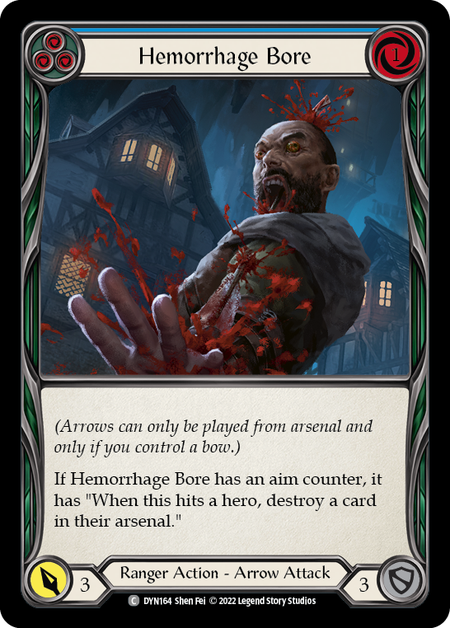 Hemorrhage Bore
1
(Arrows can only be played from arsenal and
only if you control a bow.)
If Hemorrhage Bore has an aim counter, it
has "When this hits a hero, destroy a card
in their arsenal."
3
Ranger Action - Arrow Attack
3
C DYN164 Shen Fei © 2022 Legend Story Studios